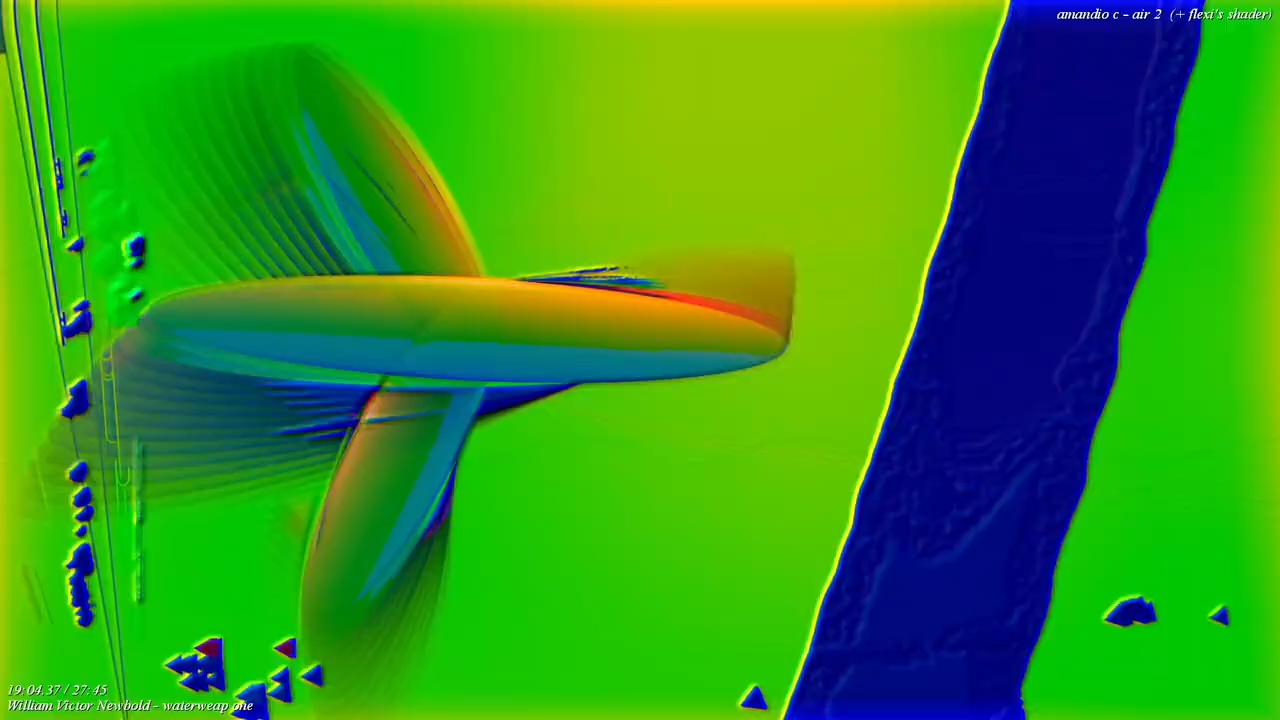 amandio c - air 2 (+ flexi's shader)
19:04.37 / 27:45
William Victor Newbold - waterweap one